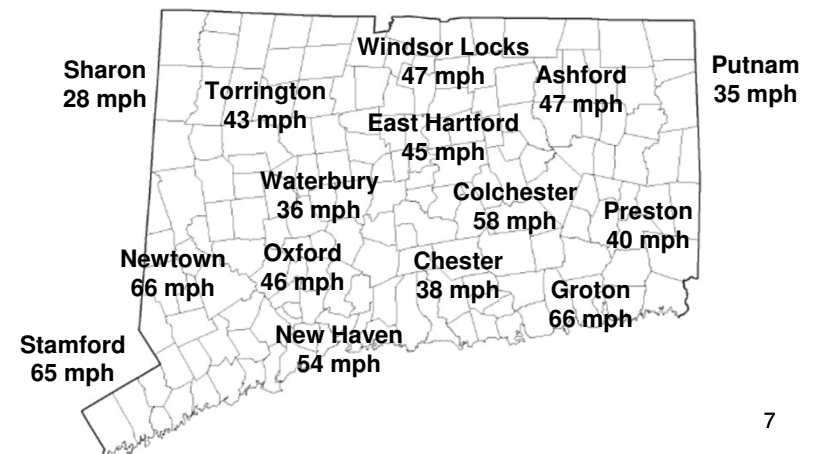 Windsor Locks
47 mph
Sharon
28 mph
Torrington
43 mph
Ashford
47 mph
Putnam
35 mph
East Hartford
45 mph
Waterbury
36 mph
Colchester
58 mph
Preston
40 mph
Newtown
66 mph
Oxford
46 mph
Chester
38 mph
Groton
66 mph
Stamford
65 mph
New Haven
54 mph
7